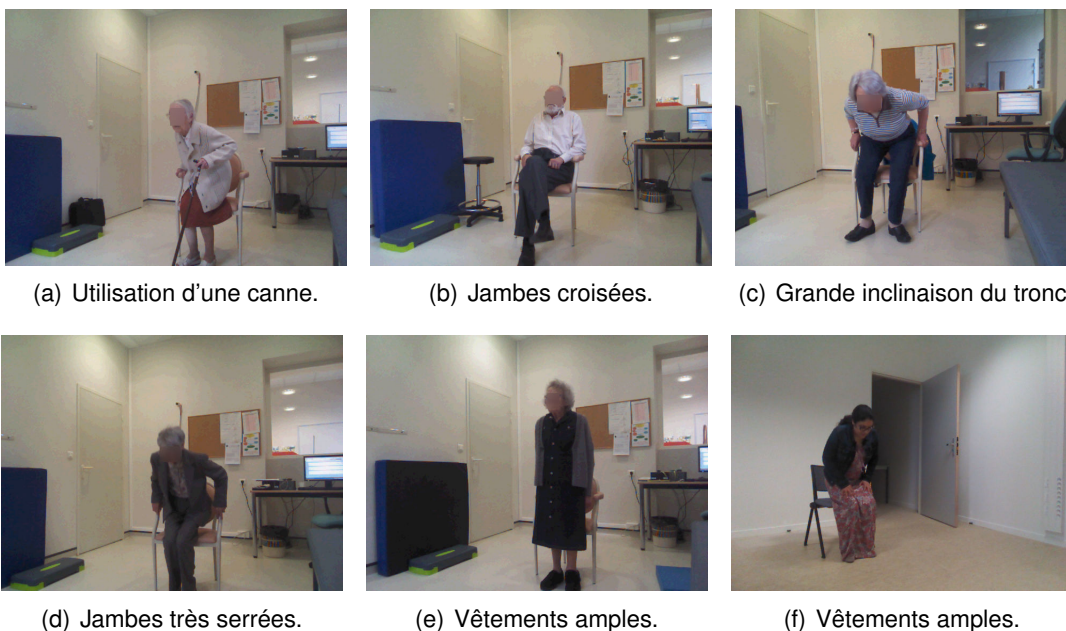 (a) Utilisation d'une canne.
(b) Jambes croisées.
(c) Grande inclinaison du tronc
(d) Jambes très serrées.
(e) Vêtements amples.
(f) Vêtements amples.